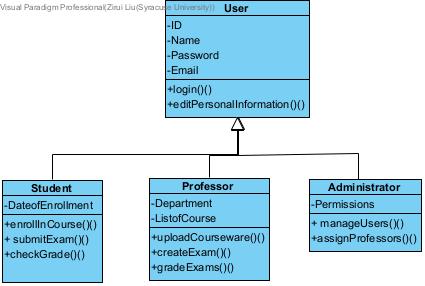 Visual Paradigm Professional(Zirui Liu(Syracuse University))
User
-ID
-Name
-Password
-Email
+login()()
+editPersonalInformation()()
Student
-DateofEnrollment
+enrollInCourse()()
+ submitExam()()
+checkGrade()()
Professor
-Department
-ListofCourse
+uploadCourseware()()
+createExam()()
+gradeExams()()
Administrator
-Permissions
+ manageUsers()()
+assignProfessors()()